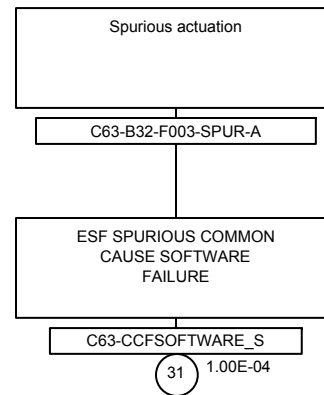 Spurious actuation
C63-B32-F003-SPUR-A
ESF SPURIOUS COMMON
CAUSE SOFTWARE
FAILURE
C63-CCFSOFTWARE_S
31 1.00E-04